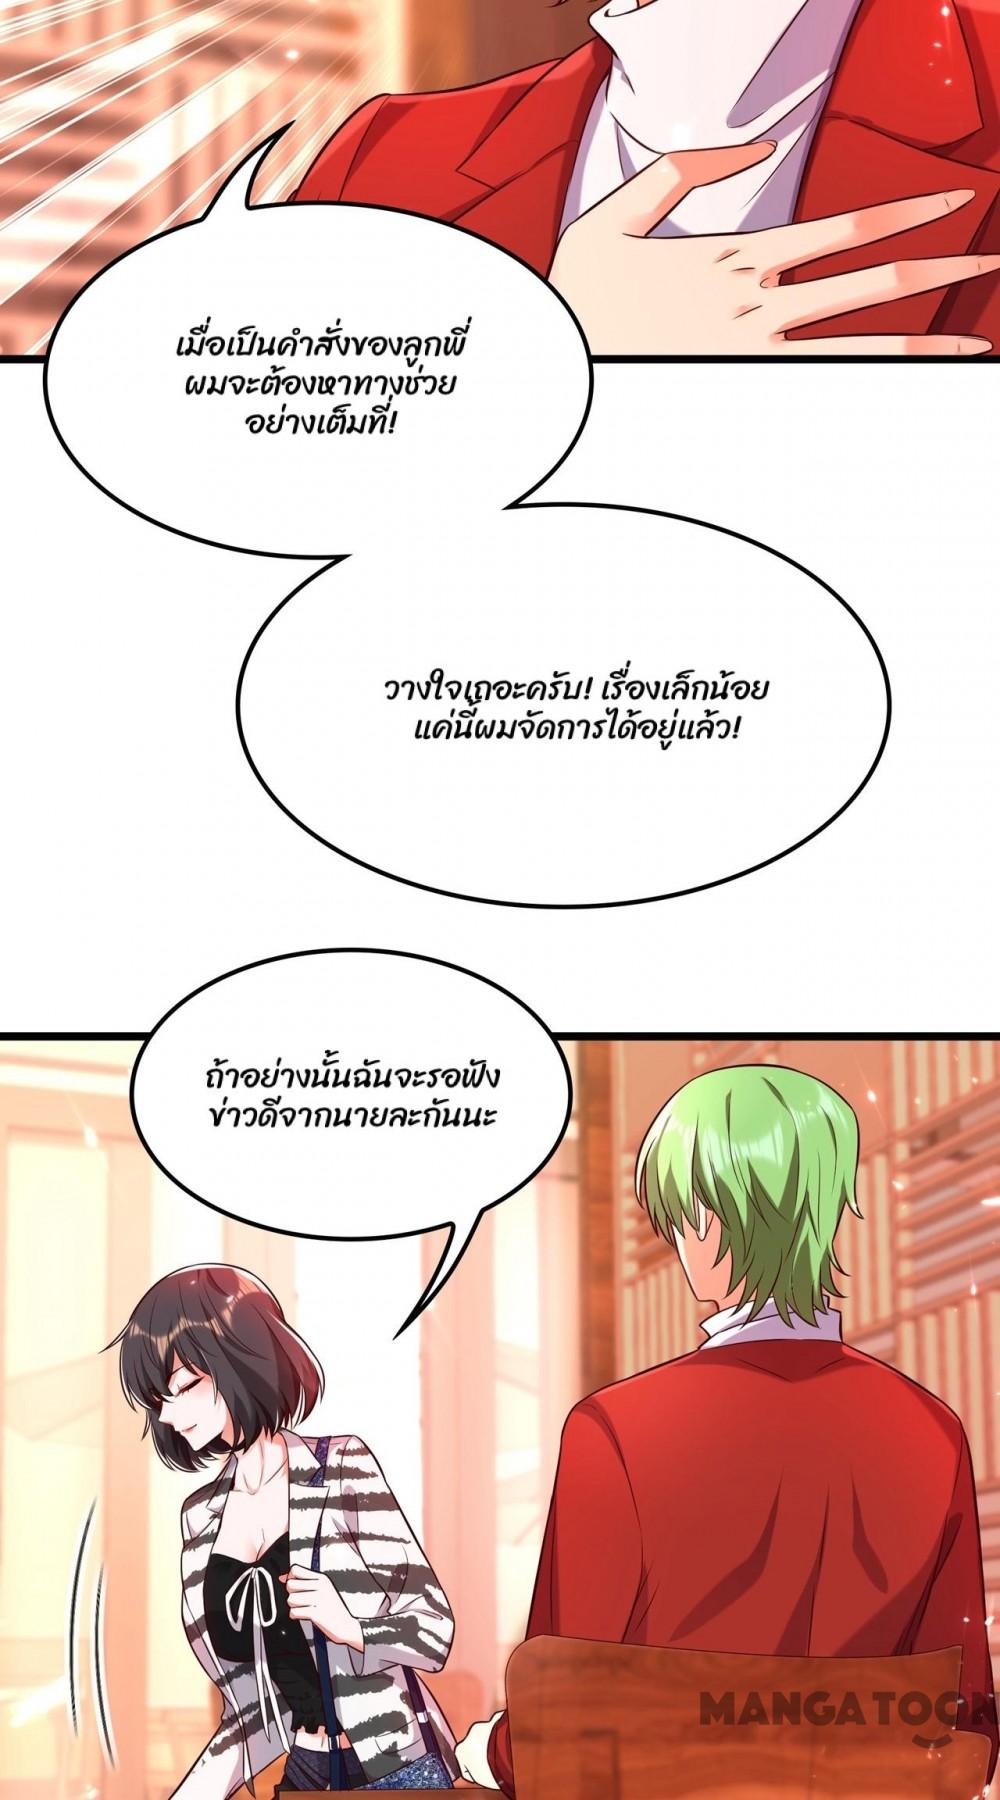 เมื่อเป็นคำสั่งของลูกพี่
ผมจะต้องหาทางช่วย
อย่างเต็มที่!
วางใจเถอะครับ! เรื่องเล็กน้อย
แค่นี้ผมจัดการได้อยู่แล้ว!
ถ้าอย่างนั้นฉันจะรอฟัง
ข่าวดีจากนายละกันนะ
MANGATOON